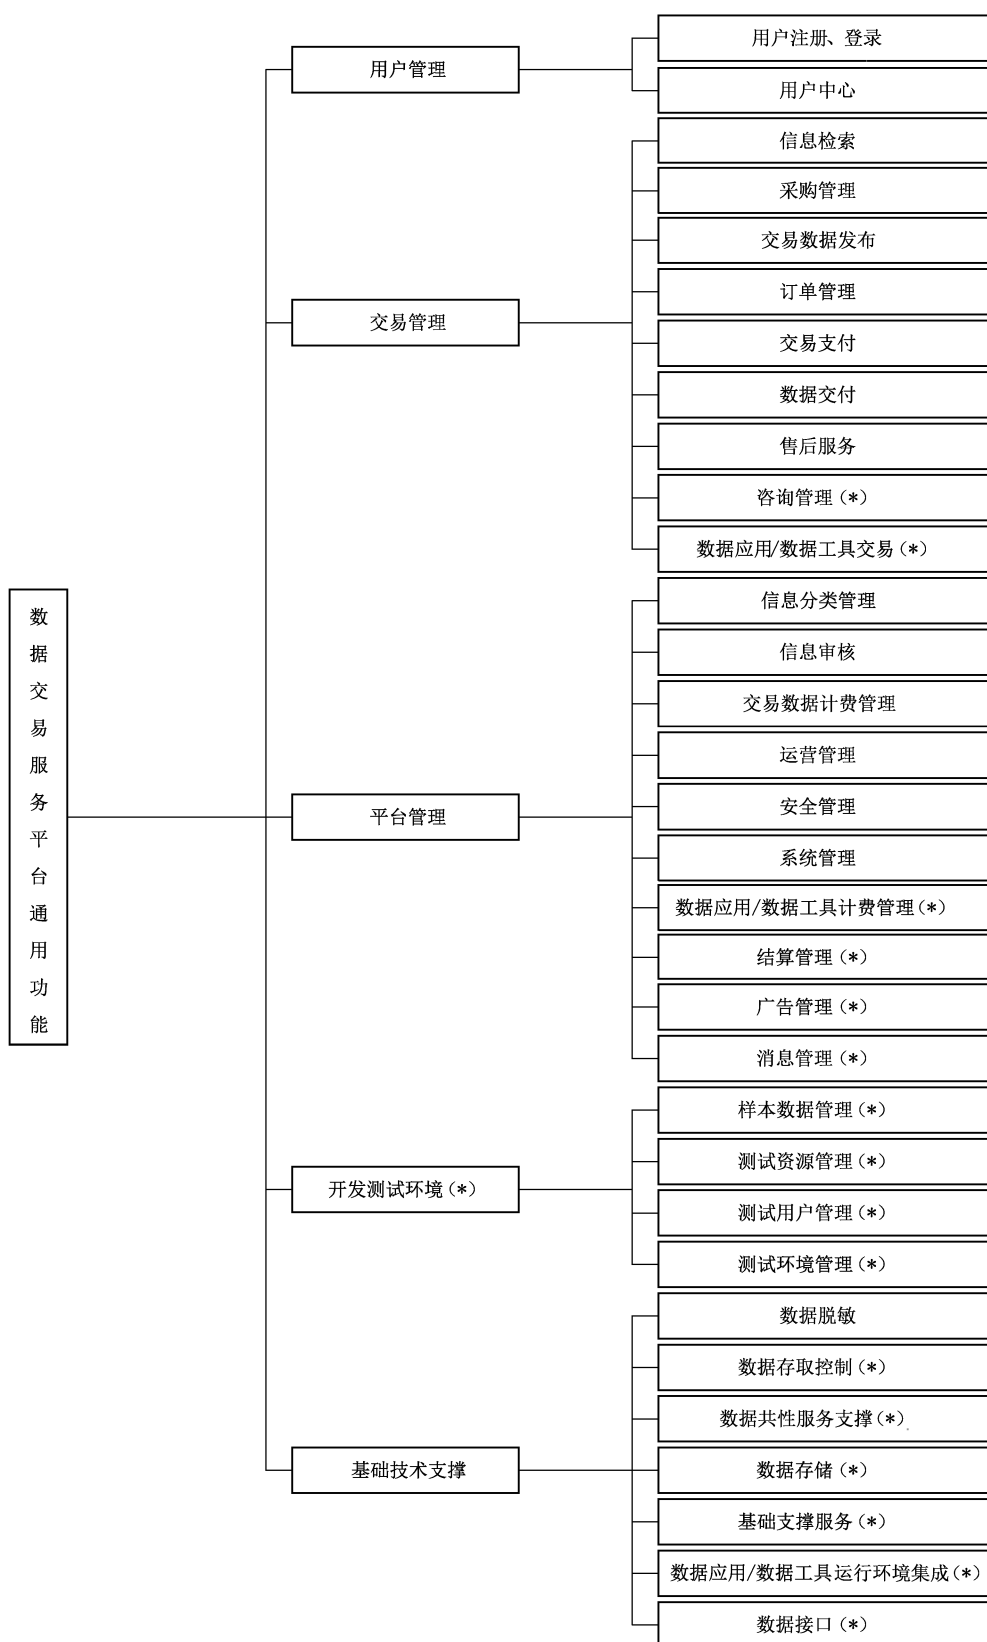 数据交易服务平台通用功能
用户管理
用户注册、登录
用户中心
交易管理
信息检索
采购管理
交易数据发布
订单管理
交易支付
数据交付
售后服务
咨询管理(*)
数据应用/数据工具交易(*)
平台管理
信息分类管理
信息审核
交易数据计费管理
运营管理
安全管理
系统管理
数据应用/数据工具计费管理(*)
结算管理(*)
广告管理(*)
消息管理(*)
开发测试环境(*)
样本数据管理(*)
测试资源管理(*)
测试用户管理(*)
测试环境管理(*)
基础技术支撑
数据脱敏
数据存取控制(*)
数据共性服务支撑(*)
数据存储(*)
基础支撑服务(*)
数据应用/数据工具运行环境集成(*)
数据接口(*)